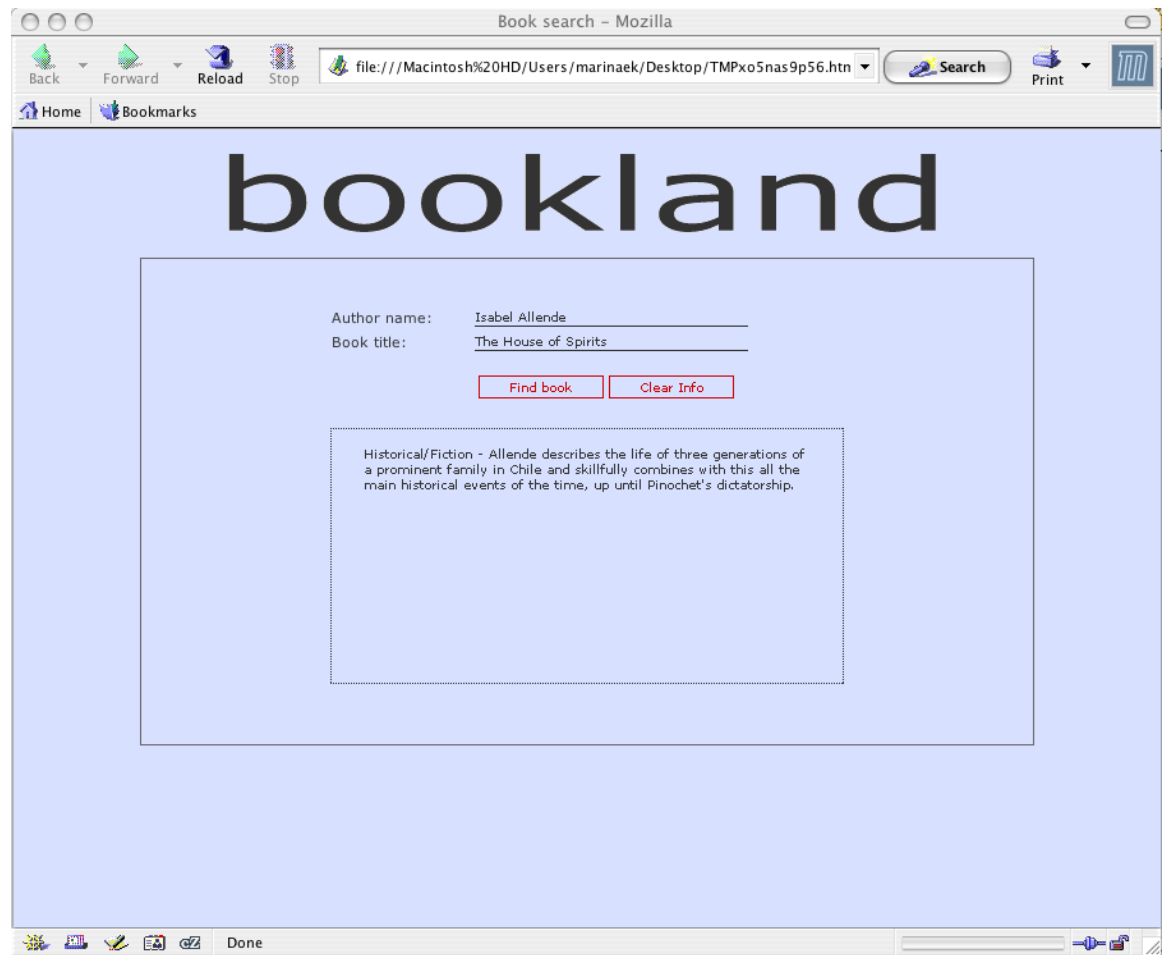 Book search – Mozilla
Back Forward Reload Stop file:///Macintosh%20HD/Users/marinaek/Desktop/TMPxo5nas9p56.htn Search Print
Home Bookmarks
bookland
Author name: Isabel Allende
Book title: The House of Spirits
Find book Clear Info
Historical/Fiction - Allende describes the life of three generations of
a prominent family in Chile and skillfully combines with this all the
main historical events of the time, up until Pinochet's dictatorship.
Done